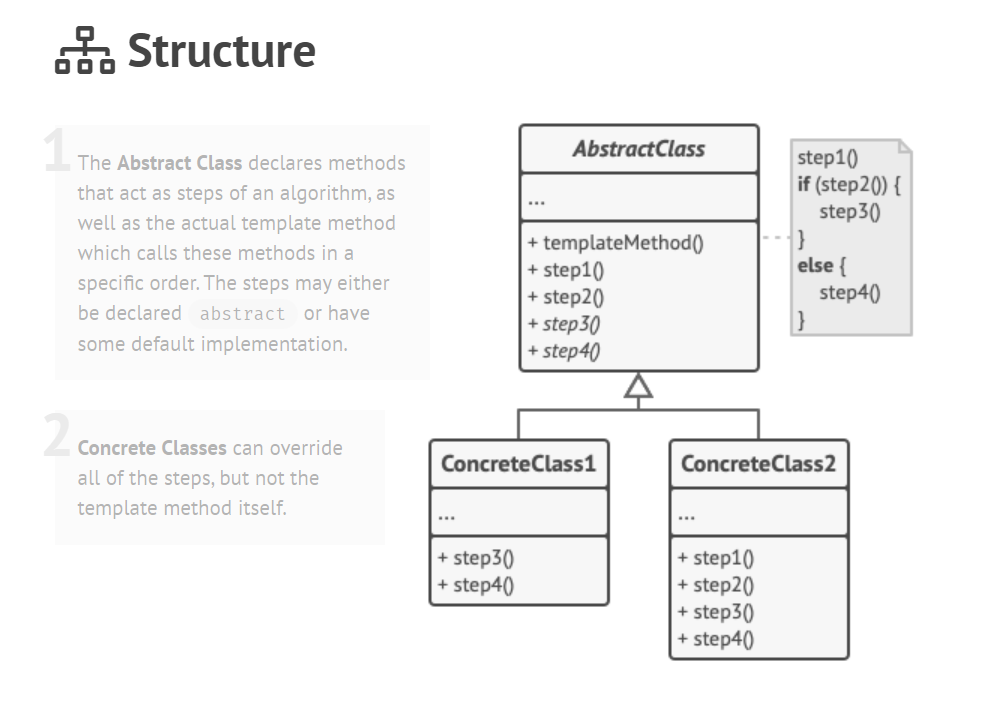 Structure
1
The Abstract Class declares methods
that act as steps of an algorithm, as
well as the actual template method
which calls these methods in a
specific order. The steps may either
be declared abstract or have
some default implementation.
2
Concrete Classes can override
all of the steps, but not the
template method itself.
AbstractClass
...
+ templateMethod()
+ step1()
+ step2()
+ step3()
+ step4()
step1()
if (step2()) {
step3()
}
else {
step4()
}
ConcreteClass1
...
+ step3()
+ step4()
ConcreteClass2
...
+ step1()
+ step2()
+ step3()
+ step4()